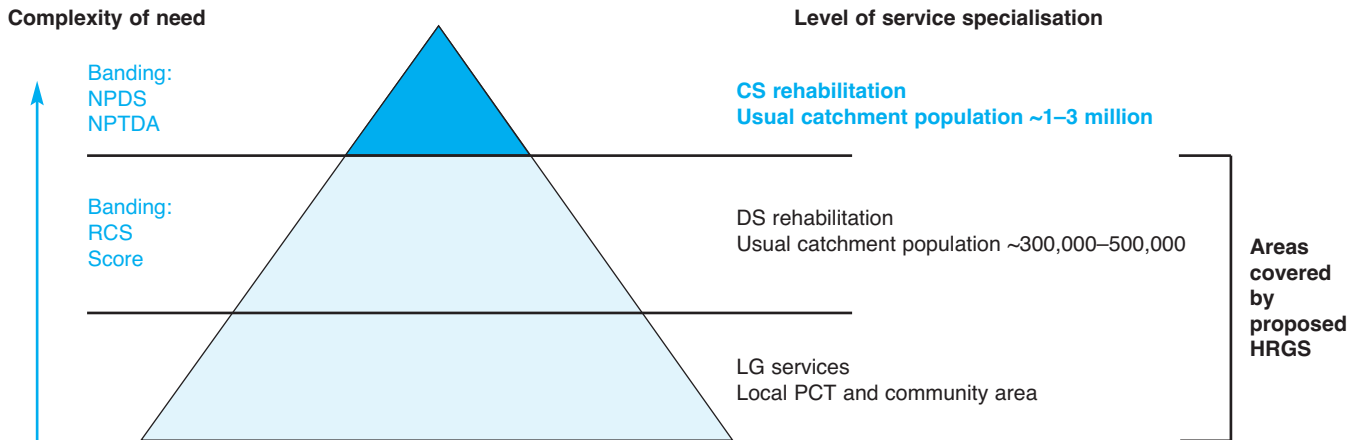 Complexity of need
Level of service specialisation
Banding:
NPDS
NPTDA
CS rehabilitation
Usual catchment population ~1–3 million
Banding:
RCS
Score
DS rehabilitation
Usual catchment population ~300,000–500,000
Areas
covered
by
proposed
HRGS
LG services
Local PCT and community area